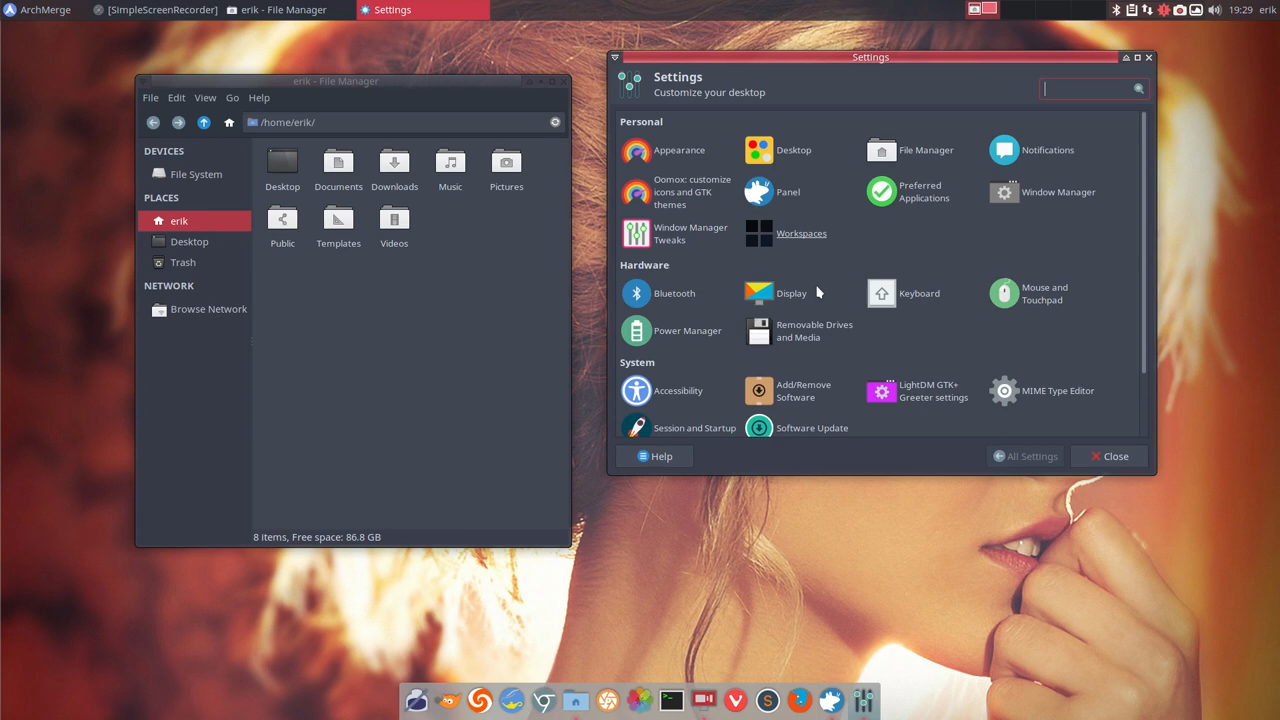 ArchMerge
[SimpleScreenRecorder]
erik - File Manager
Settings
19:29
erik
erik - File Manager
File Edit View Go Help
/home/erik/
DEVICES
File System
PLACES
erik
Desktop
Trash
NETWORK
Browse Network
Desktop
Documents
Downloads
Music
Pictures
Public
Templates
Videos
8 items, Free space: 86.8 GB
Settings
Settings
Customize your desktop
Personal
Appearance
Desktop
File Manager
Notifications
Oomox: customize
icons and GTK
themes
Panel
Preferred
Applications
Window Manager
Window Manager
Tweaks
Workspaces
Hardware
Bluetooth
Display
Keyboard
Mouse and
Touchpad
Power Manager
Removable Drives
and Media
System
Accessibility
Add/Remove
Software
LightDM GTK+
Greeter settings
MIME Type Editor
Session and Startup
Software Update
Help
All Settings
Close